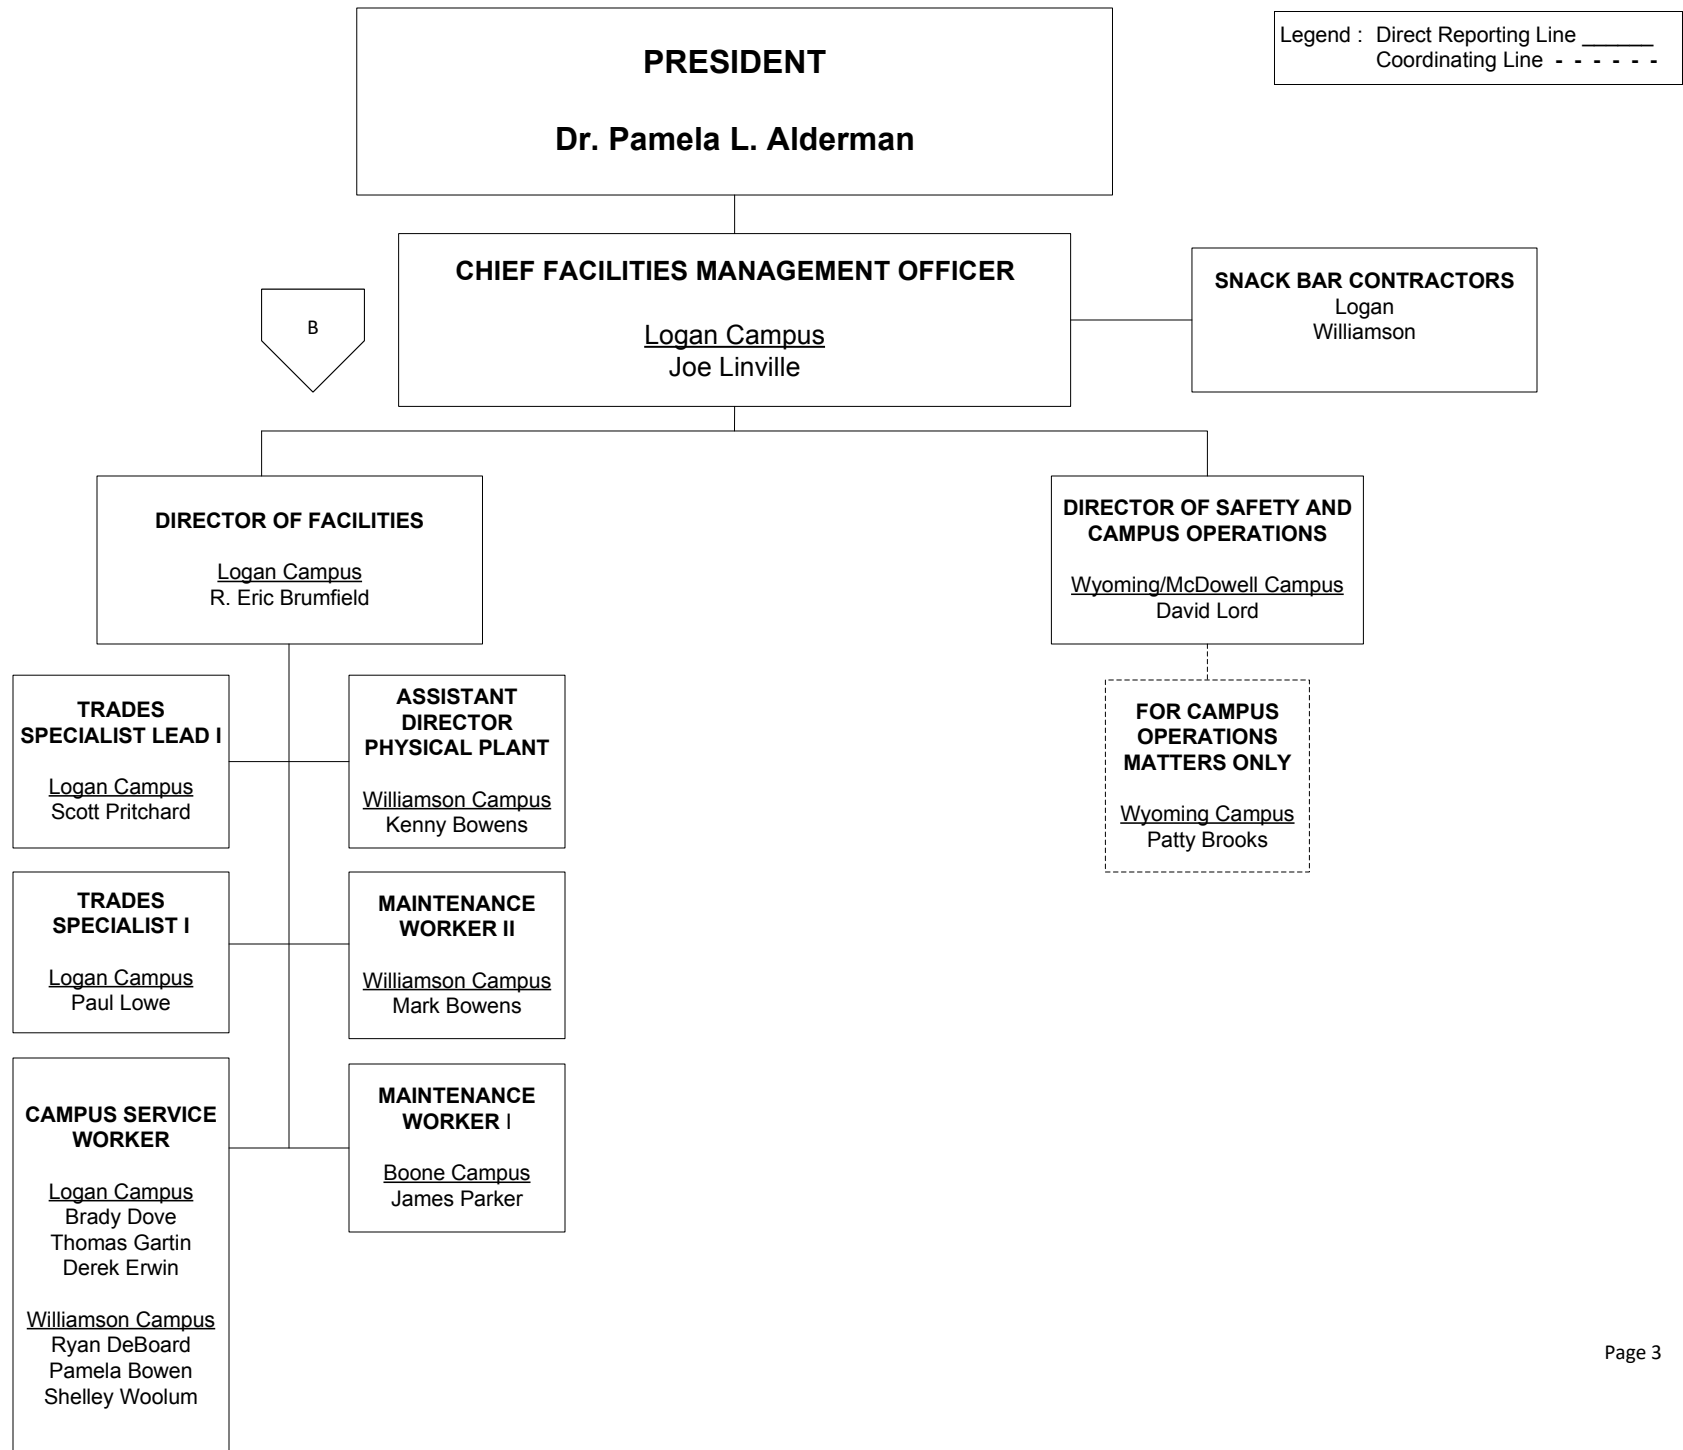 PRESIDENT
Dr. Pamela L. Alderman
Legend : Direct Reporting Line ______
Coordinating Line - - - - - -
CHIEF FACILITIES MANAGEMENT OFFICER
Logan Campus
Joe Linville
SNACK BAR CONTRACTORS
Logan
Williamson
B
DIRECTOR OF FACILITIES
Logan Campus
R. Eric Brumfield
DIRECTOR OF SAFETY AND
CAMPUS OPERATIONS
Wyoming/McDowell Campus
David Lord
TRADES
SPECIALIST LEAD I
Logan Campus
Scott Pritchard
ASSISTANT
DIRECTOR
PHYSICAL PLANT
Williamson Campus
Kenny Bowens
FOR CAMPUS
OPERATIONS
MATTERS ONLY
Wyoming Campus
Patty Brooks
TRADES
SPECIALIST I
Logan Campus
Paul Lowe
MAINTENANCE
WORKER II
Williamson Campus
Mark Bowens
CAMPUS SERVICE
WORKER
Logan Campus
Brady Dove
Thomas Gartin
Derek Erwin
Williamson Campus
Ryan DeBoard
Pamela Bowen
Shelley Woolum
MAINTENANCE
WORKER I
Boone Campus
James Parker
Page 3